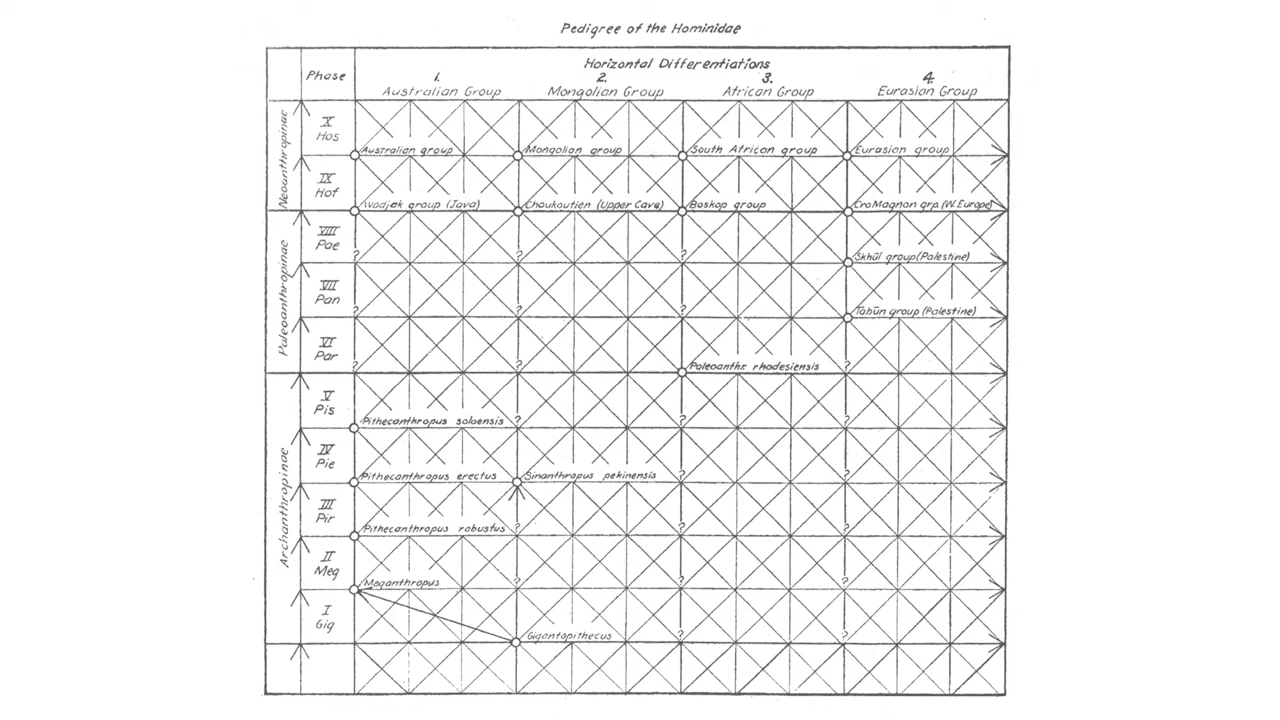 Pedigree of the Hominidae
Phase
Horizontal Differentiations
1. 2. 3. 4.
Australian Group Mongolian Group African Group Eurasian Group
Neoanthropinae
X
Hos
Australian group Mongolian group South African group Eurasian group
IX
Hof
Wadjak group (Java) Choukoutien (Upper Cave) Boskop group Cro Magnon grp. (W. Europe)
Paleoanthropinae
VIII
Pae
? ? ? Skhūl group (Palestine)
VII
Pan
? ? ? Tabūn group (Palestine)
VI
Par
? ? Paleoanthr. rhodesiensis ?
Archanthropinae
V
Pis
Pithecanthropus soloensis ? ? ?
IV
Pie
Pithecanthropus erectus Sinanthropus pekinensis ? ?
III
Pir
Pithecanthropus robustus ? ? ?
II
Meg
Meganthropus ? ? ?
I
Gig
Gigantopithecus ? ?